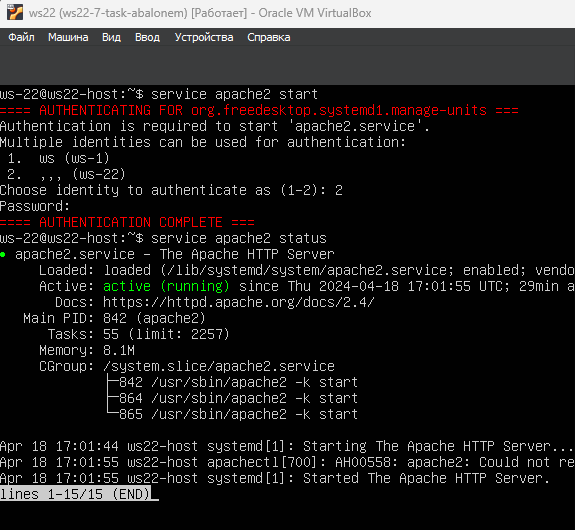 ws22 (ws22-7-task-abalonem) [Работает] - Oracle VM VirtualBox
Файл Машина Вид Ввод Устройства Справка
ws-22@ws22-host:~$ service apache2 start
==== AUTHENTICATING FOR org.freedesktop.systemd1.manage-units ===
Authentication is required to start 'apache2.service'.
Multiple identities can be used for authentication:
 1.  ws (ws-1)
 2.  ,,, (ws-22)
Choose identity to authenticate as (1-2): 2
Password:
==== AUTHENTICATION COMPLETE ===
ws-22@ws22-host:~$ service apache2 status
● apache2.service - The Apache HTTP Server
     Loaded: loaded (/lib/systemd/system/apache2.service; enabled; vendo
     Active: active (running) since Thu 2024-04-18 17:01:55 UTC; 29min a
       Docs: https://httpd.apache.org/docs/2.4/
   Main PID: 842 (apache2)
      Tasks: 55 (limit: 2257)
     Memory: 8.1M
     CGroup: /system.slice/apache2.service
             ├─842 /usr/sbin/apache2 -k start
             ├─864 /usr/sbin/apache2 -k start
             └─865 /usr/sbin/apache2 -k start
Apr 18 17:01:44 ws22-host systemd[1]: Starting The Apache HTTP Server...
Apr 18 17:01:55 ws22-host apachectl[700]: AH00558: apache2: Could not re
Apr 18 17:01:55 ws22-host systemd[1]: Started The Apache HTTP Server.
lines 1-15/15 (END)